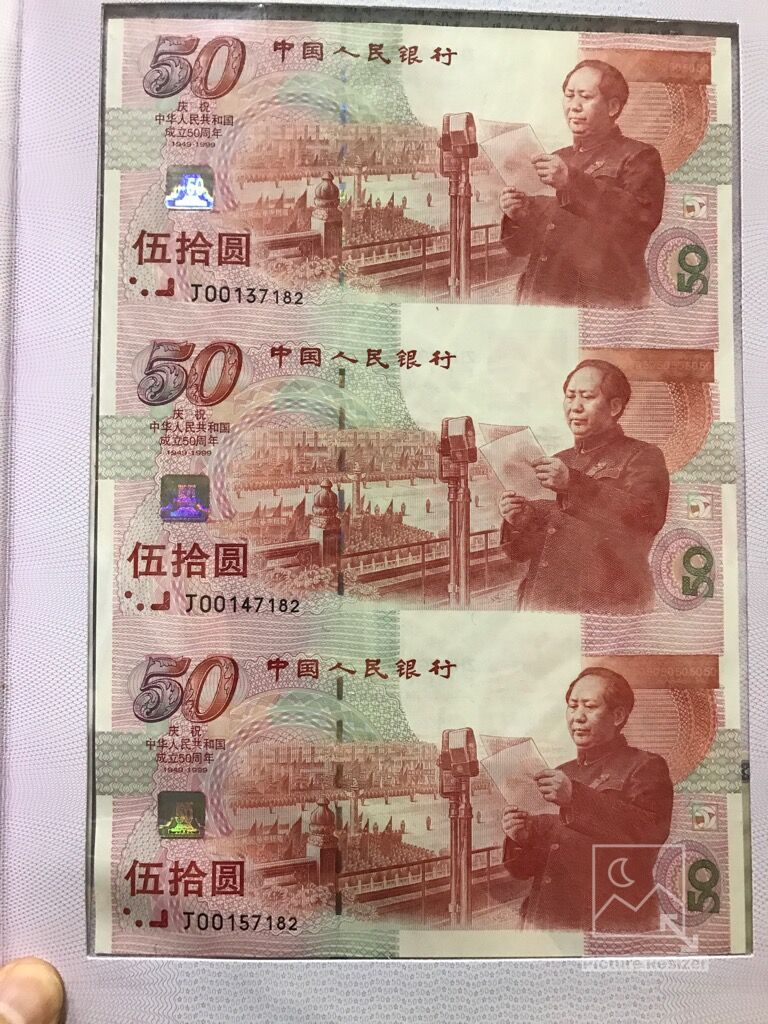 50 中国人民银行
庆祝
中华人民共和国
成立50周年
1949-1999
伍拾圆
J00137182
50
50 中国人民银行
庆祝
中华人民共和国
成立50周年
1949-1999
伍拾圆
J00147182
50
50 中国人民银行
庆祝
中华人民共和国
成立50周年
1949-1999
伍拾圆
J00157182
50
Picture Resizer